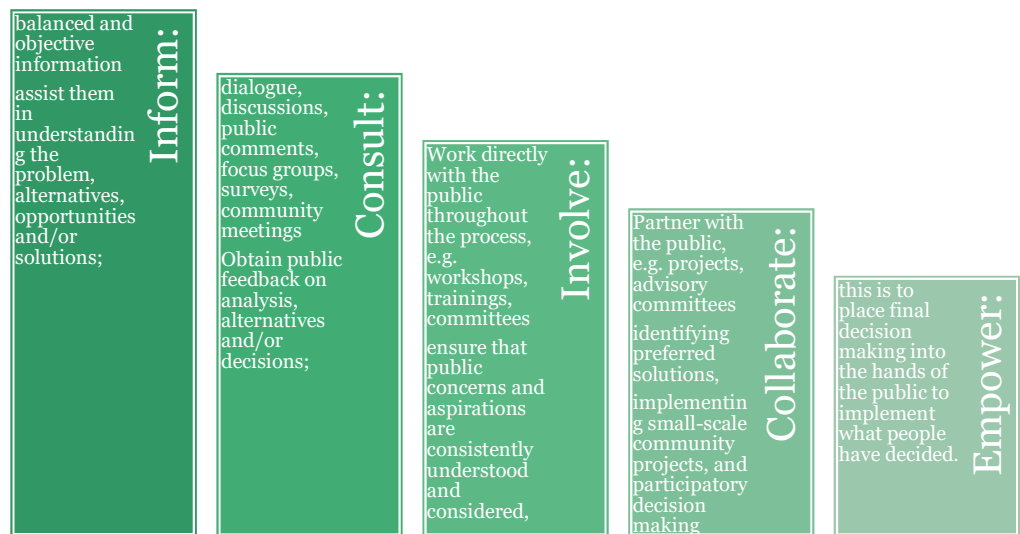 Inform:
balanced and
objective
information
assist them
in
understandin
g the
problem,
alternatives,
opportunities
and/or
solutions;
Consult:
dialogue,
discussions,
public
comments,
focus groups,
surveys,
community
meetings
Obtain public
feedback on
analysis,
alternatives
and/or
decisions;
Involve:
Work directly
with the
public
throughout
the process,
e.g.
workshops,
trainings,
committees
ensure that
public
concerns and
aspirations
are
consistently
understood
and
considered,
Collaborate:
Partner with
the public,
e.g. projects,
advisory
committees
identifying
preferred
solutions,
implementin
g small-scale
community
projects, and
participatory
decision
making
Empower:
this is to
place final
decision
making into
the hands of
the public to
implement
what people
have decided.